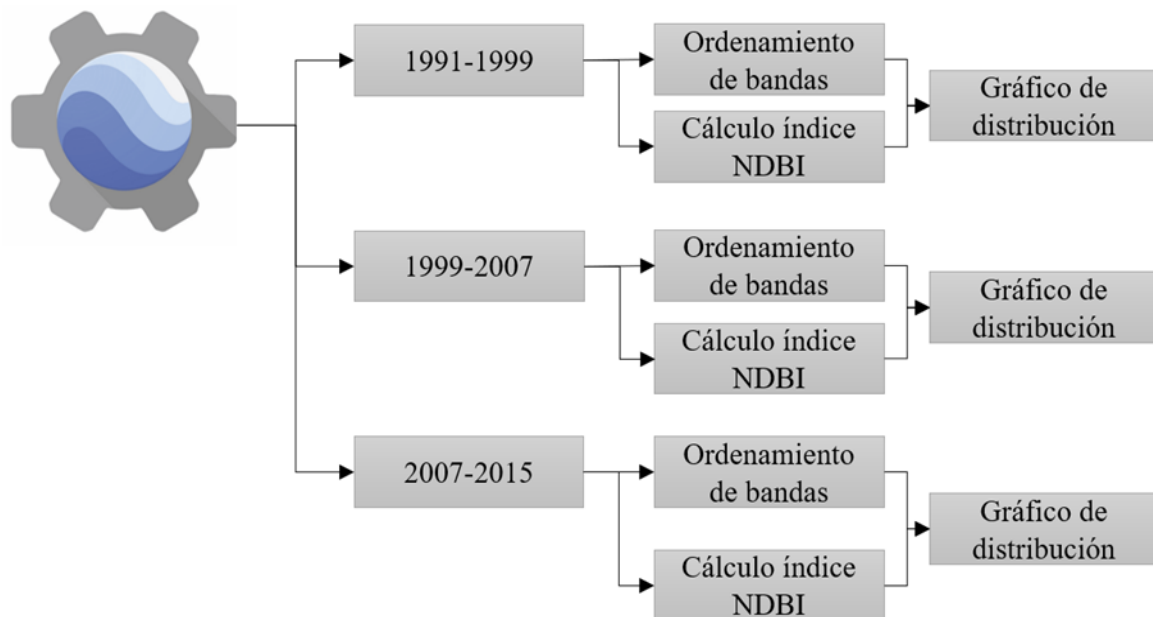 1991-1999
Ordenamiento
de bandas
Cálculo índice
NDBI
Gráfico de
distribución
1999-2007
Ordenamiento
de bandas
Cálculo índice
NDBI
Gráfico de
distribución
2007-2015
Ordenamiento
de bandas
Cálculo índice
NDBI
Gráfico de
distribución